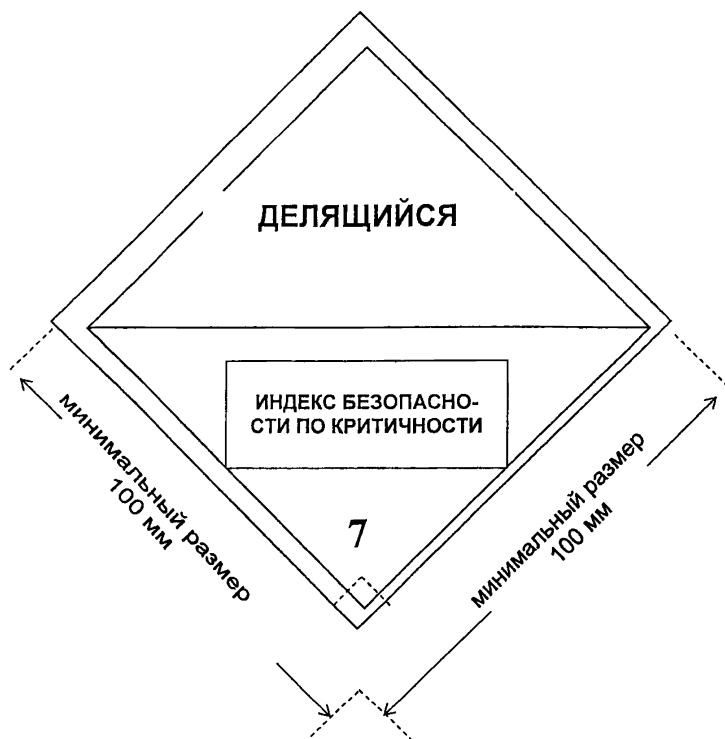 ДЕЛЯЩИЙСЯ
ИНДЕКС БЕЗОПАСНО-
СТИ ПО КРИТИЧНОСТИ
7
минимальный размер
100 мм
минимальный размер
100 мм